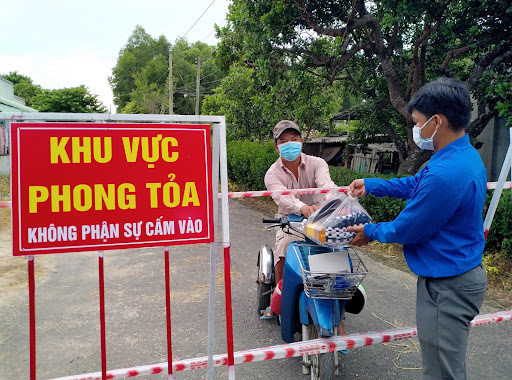 KHU VỰC
PHONG TỎA
KHÔNG PHẬN SỰ CẤM VÀO